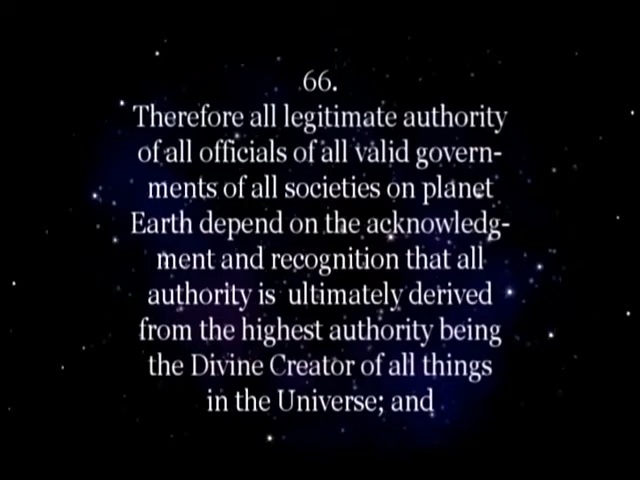 66.
Therefore all legitimate authority
of all officials of all valid govern-
ments of all societies on planet
Earth depend on the acknowledg-
ment and recognition that all
authority is  ultimately derived
from the highest authority being
the Divine Creator of all things
in the Universe; and